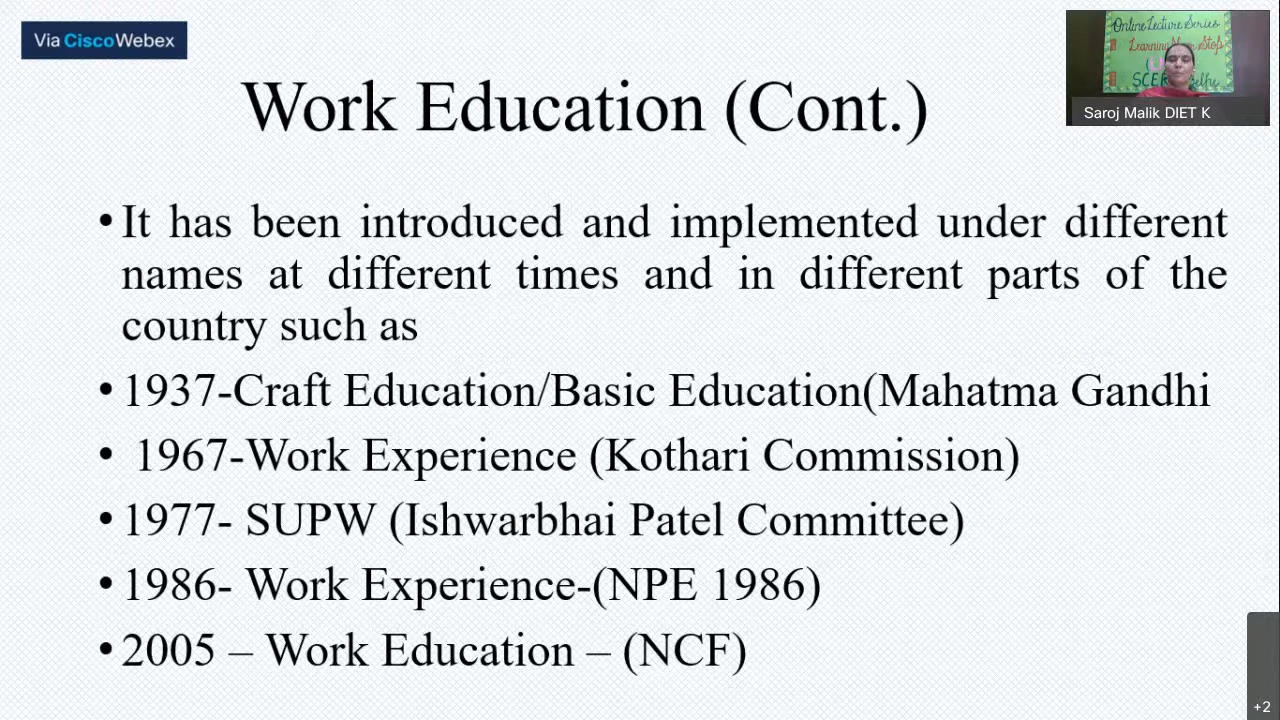 Via CiscoWebex
Online Lecture Series
Learning Stop
SCER elhi
Saroj Malik DIET K
Work Education (Cont.)
•It has been introduced and implemented under different
names at different times and in different parts of the
country such as
•1937-Craft Education/Basic Education(Mahatma Gandhi
• 1967-Work Experience (Kothari Commission)
•1977- SUPW (Ishwarbhai Patel Committee)
•1986- Work Experience-(NPE 1986)
•2005 – Work Education – (NCF)
+2